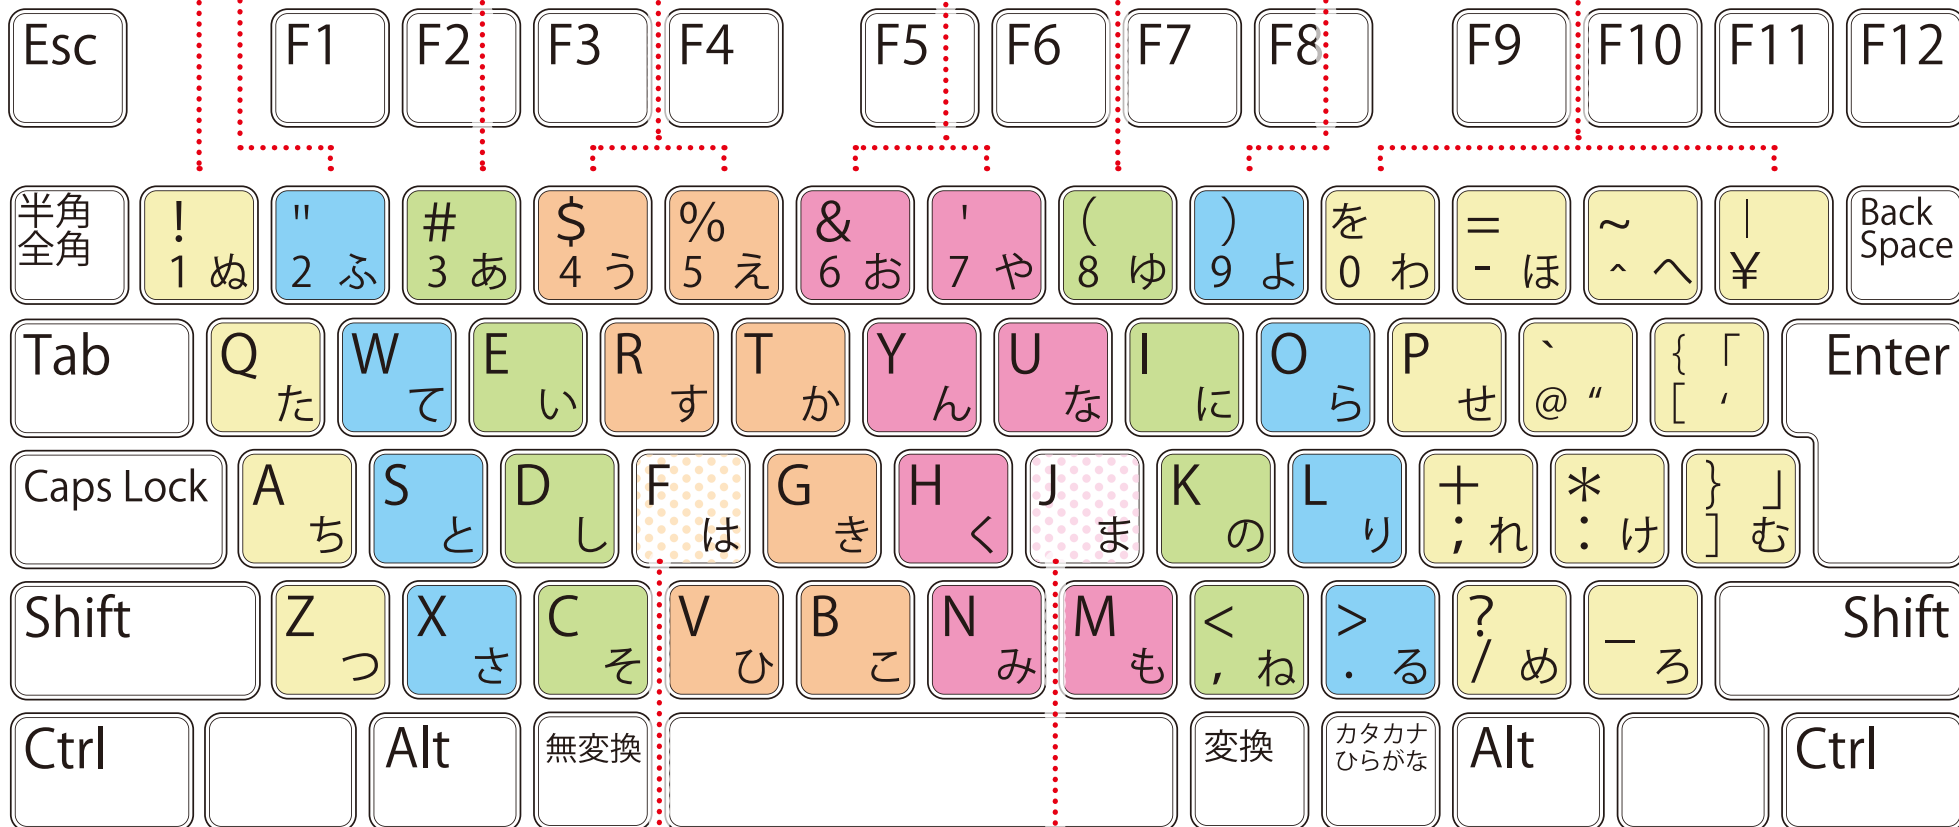 Esc F1 F2 F3 F4 F5 F6 F7 F8 F9 F10 F11 F12
半角 ! " # $ % & ' ( ) を = ~ | Back
全角 1 ぬ 2 ふ 3 あ 4 う 5 え 6 お 7 や 8 ゆ 9 よ 0 わ - ほ ^ へ ¥ Space
Tab Q W E R T Y U I O P ` { 「 Enter
た て い す か ん な に ら せ @ “ [ ‘
Caps Lock A S D F G H J K L + * } 」
ち と し は き く ま の り ; れ : け ] む
Shift Z X C V B N M < > ? _ Shift
つ さ そ ひ こ み も , ね . る / め ろ
Ctrl Alt 無変換 変換 カタカナ Alt Ctrl
ひらがな